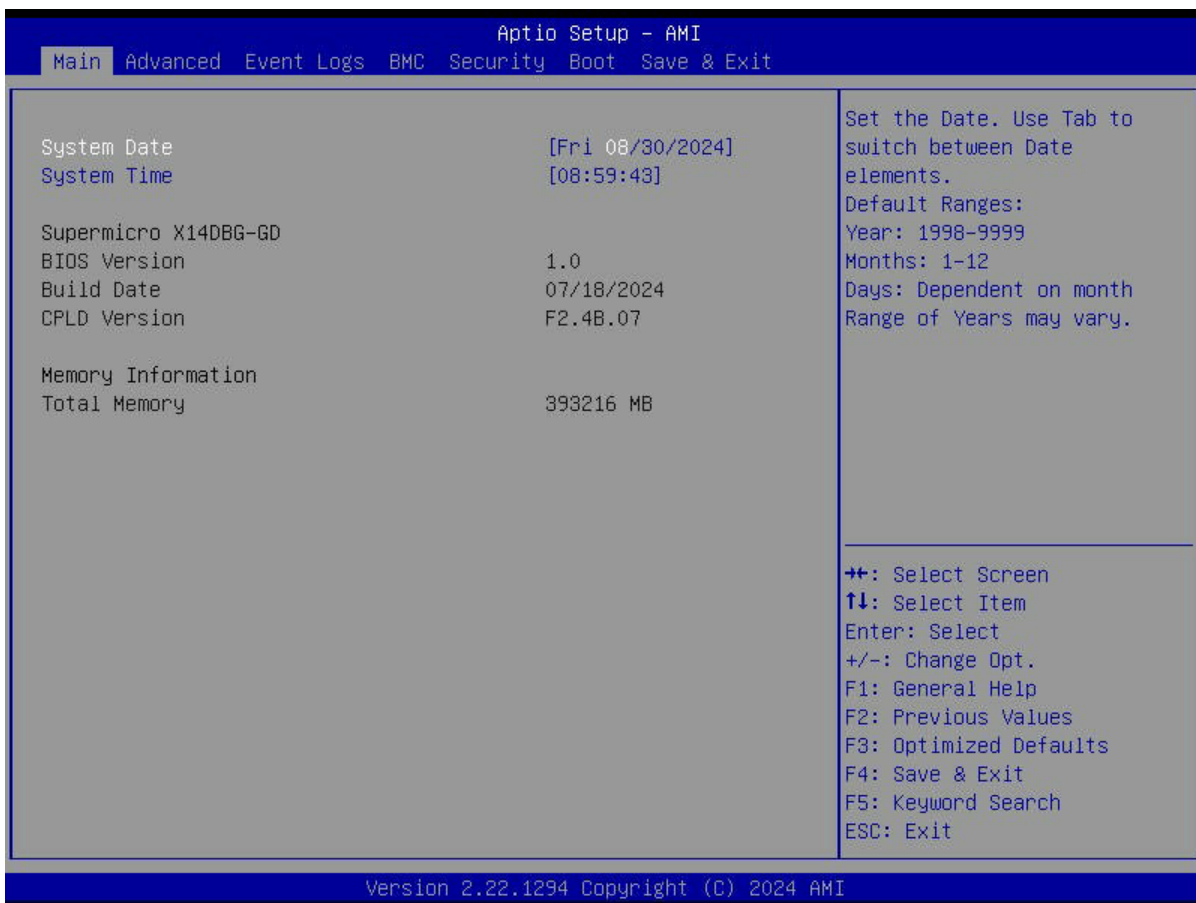 Aptio Setup - AMI
Main Advanced Event Logs BMC Security Boot Save & Exit
System Date [Fri 08/30/2024]
System Time [08:59:43]
Supermicro X14DBG-GD
BIOS Version 1.0
Build Date 07/18/2024
CPLD Version F2.4B.07
Memory Information
Total Memory 393216 MB
Set the Date. Use Tab to
switch between Date
elements.
Default Ranges:
Year: 1998-9999
Months: 1-12
Days: Dependent on month
Range of Years may vary.
→←: Select Screen
↑↓: Select Item
Enter: Select
+/-: Change Opt.
F1: General Help
F2: Previous Values
F3: Optimized Defaults
F4: Save & Exit
F5: Keyword Search
ESC: Exit
Version 2.22.1294 Copyright (C) 2024 AMI